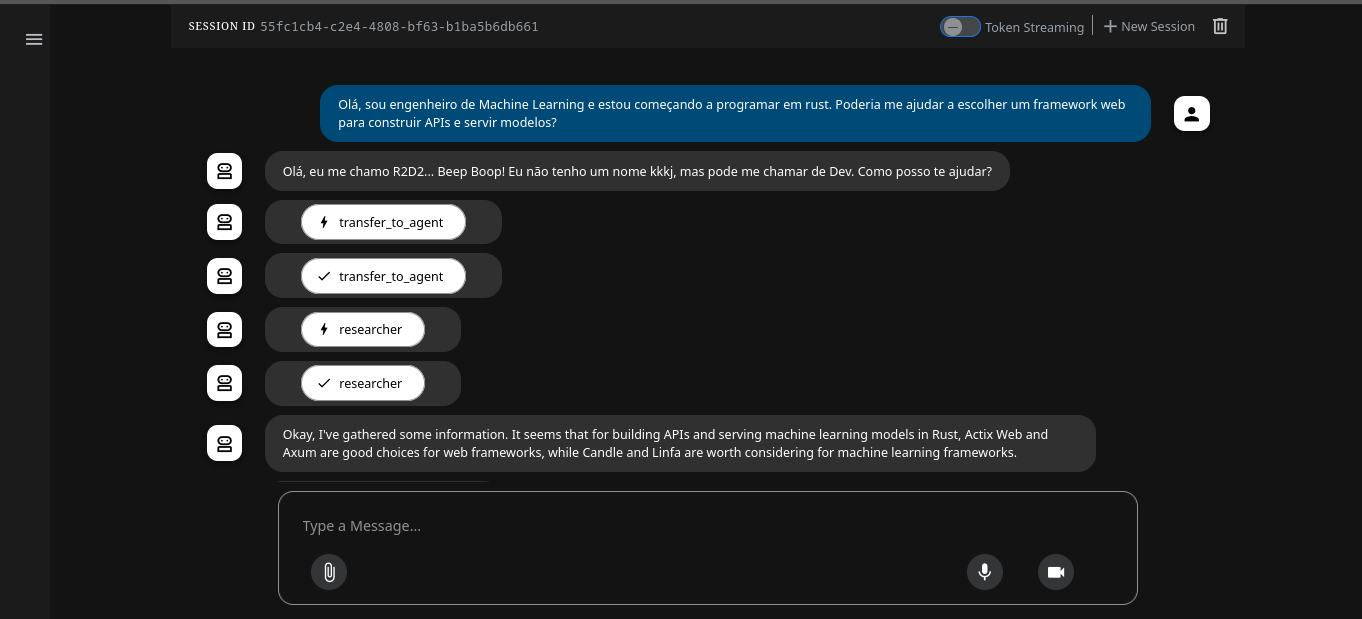 SESSION ID 55fc1cb4-c2e4-4808-bf63-b1ba5b6db661
Token Streaming
New Session
Olá, sou engenheiro de Machine Learning e estou começando a programar em rust. Poderia me ajudar a escolher um framework web
para construir APIs e servir modelos?
Olá, eu me chamo R2D2... Beep Boop! Eu não tenho um nome kkkj, mas pode me chamar de Dev. Como posso te ajudar?
transfer_to_agent
transfer_to_agent
researcher
researcher
Okay, I've gathered some information. It seems that for building APIs and serving machine learning models in Rust, Actix Web and
Axum are good choices for web frameworks, while Candle and Linfa are worth considering for machine learning frameworks.
Type a Message...